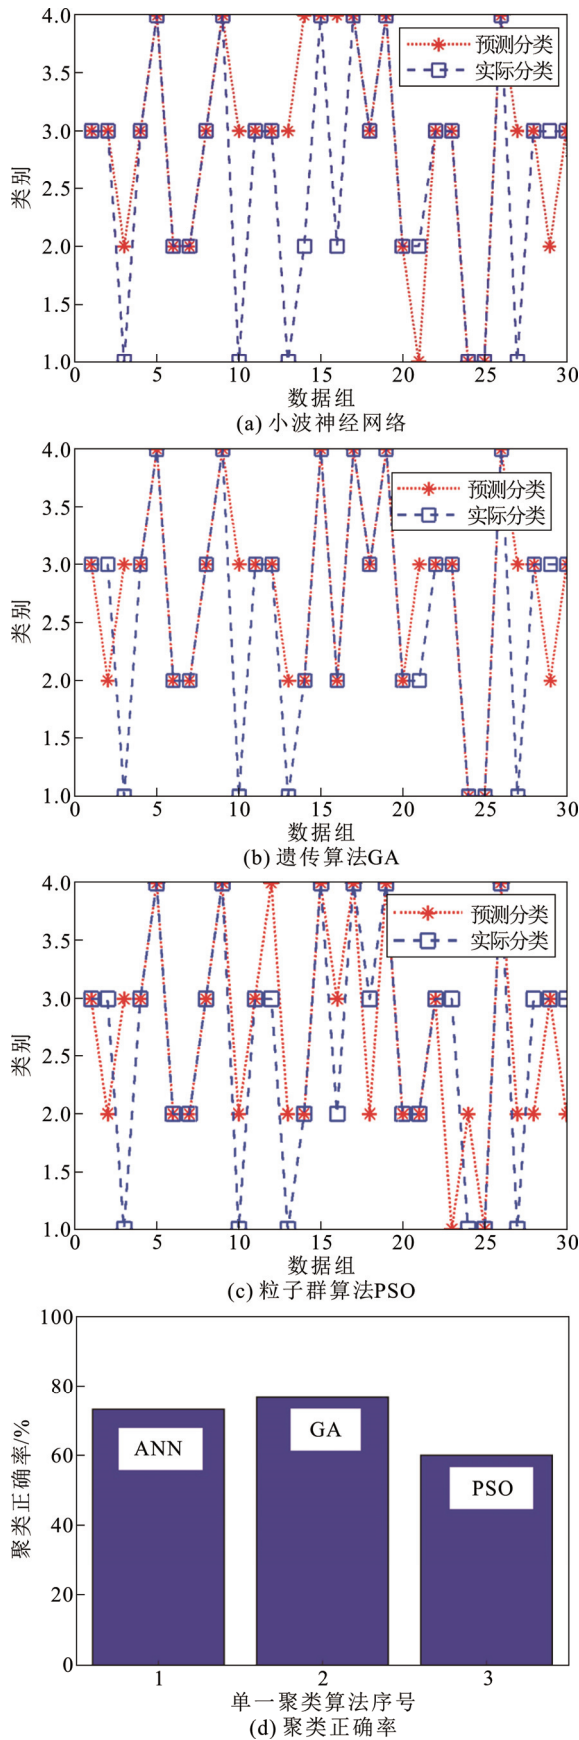 4.0
3.5
3.0
2.5
2.0
1.5
1.0
类别
预测分类
实际分类
0 5 10 15 20 25 30
数据组
(a) 小波神经网络
4.0
3.5
3.0
2.5
2.0
1.5
1.0
类别
预测分类
实际分类
0 5 10 15 20 25 30
数据组
(b) 遗传算法GA
4.0
3.5
3.0
2.5
2.0
1.5
1.0
类别
预测分类
实际分类
0 5 10 15 20 25 30
数据组
(c) 粒子群算法PSO
100
80
60
40
20
0
聚类正确率/%
ANN
GA
PSO
1 2 3
单一聚类算法序号
(d) 聚类正确率